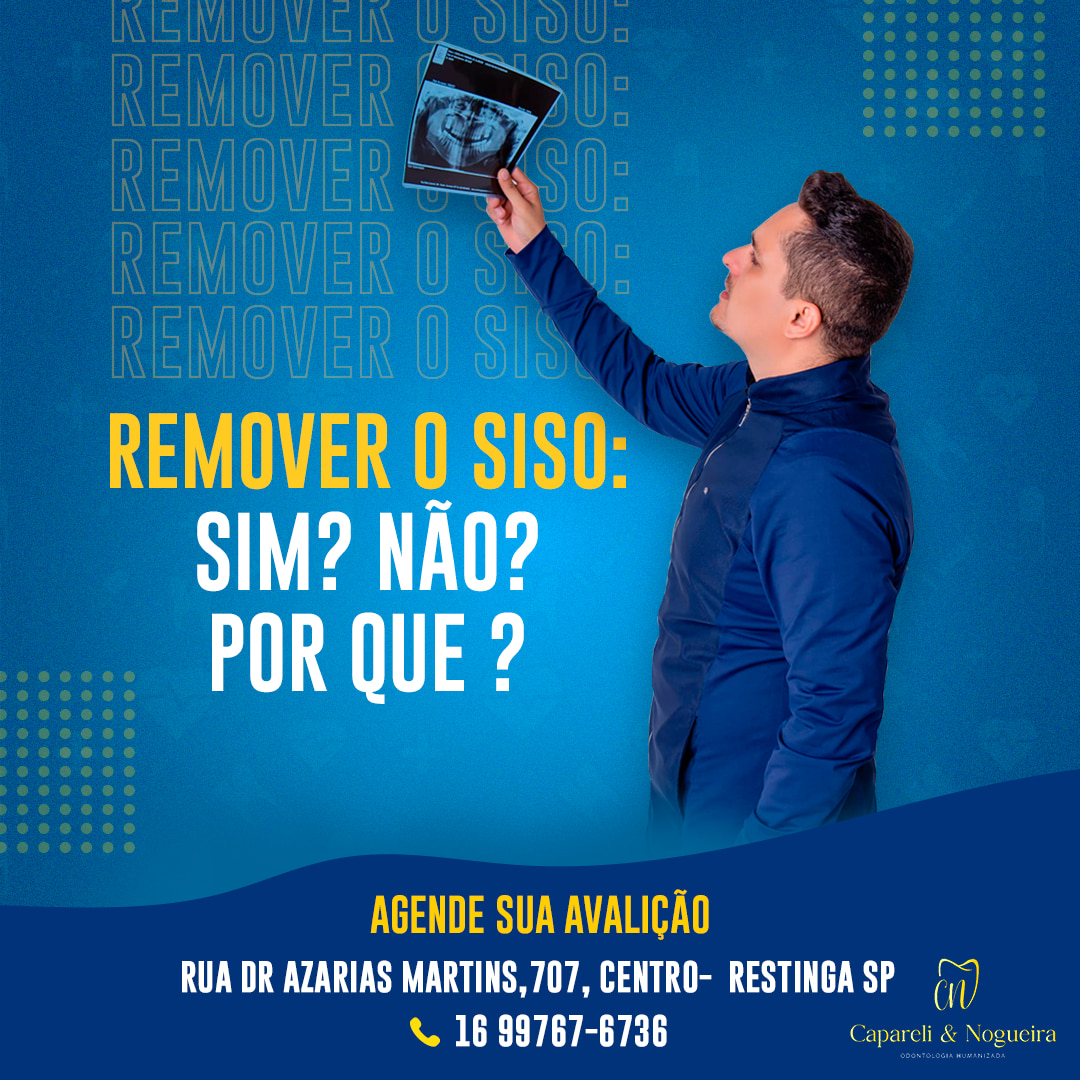 REMOVER O SISO:
REMOVER O SISO:
REMOVER O SISO:
REMOVER O SISO:
REMOVER O SISO:
REMOVER O SISO:
SIM? NÃO?
POR QUE ?
AGENDE SUA AVALIÇÃO
RUA DR AZARIAS MARTINS,707, CENTRO- RESTINGA SP
16 99767-6736
CN
Capareli & Nogueira
ODONTOLOGIA HUMANIZADA